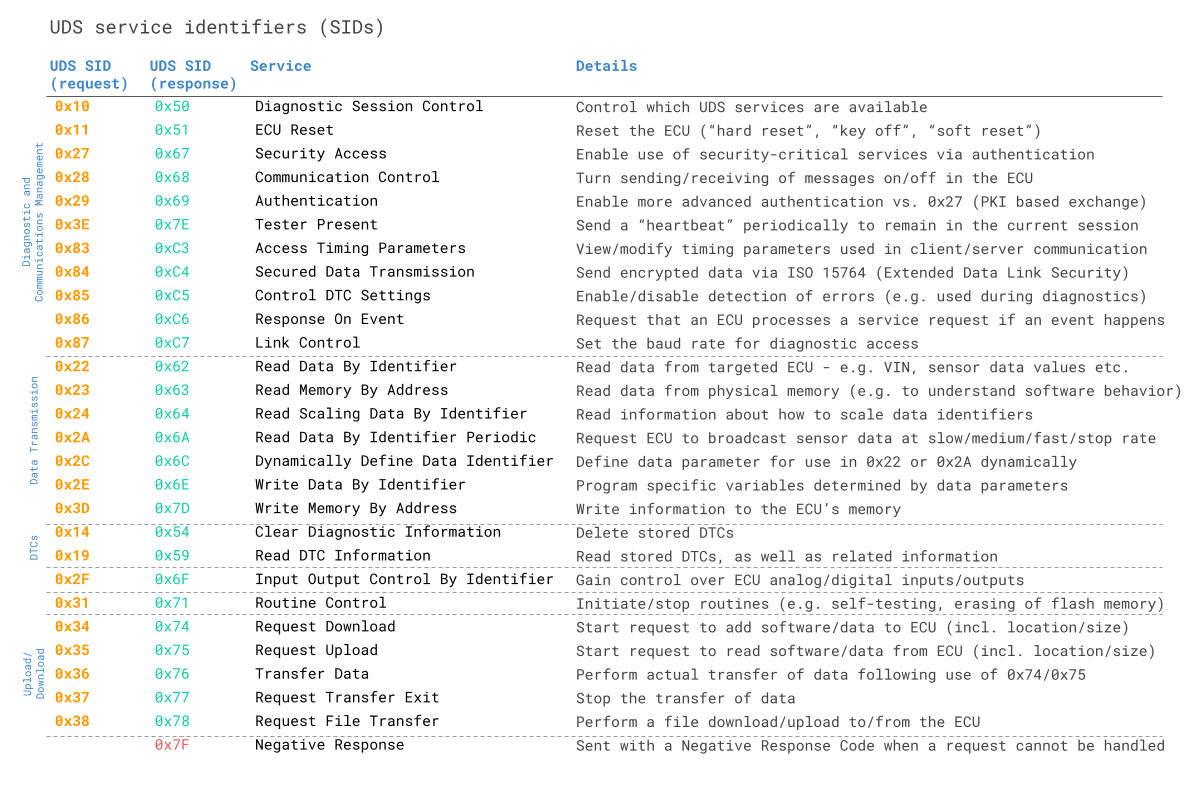 UDS service identifiers (SIDs)
UDS SID (request) UDS SID (response) Service Details
Diagnostic and Communications Management
0x10 0x50 Diagnostic Session Control Control which UDS services are available
0x11 0x51 ECU Reset Reset the ECU (“hard reset”, “key off”, “soft reset”)
0x27 0x67 Security Access Enable use of security-critical services via authentication
0x28 0x68 Communication Control Turn sending/receiving of messages on/off in the ECU
0x29 0x69 Authentication Enable more advanced authentication vs. 0x27 (PKI based exchange)
0x3E 0x7E Tester Present Send a “heartbeat” periodically to remain in the current session
0x83 0xC3 Access Timing Parameters View/modify timing parameters used in client/server communication
0x84 0xC4 Secured Data Transmission Send encrypted data via ISO 15764 (Extended Data Link Security)
0x85 0xC5 Control DTC Settings Enable/disable detection of errors (e.g. used during diagnostics)
0x86 0xC6 Response On Event Request that an ECU processes a service request if an event happens
0x87 0xC7 Link Control Set the baud rate for diagnostic access
Data Transmission
0x22 0x62 Read Data By Identifier Read data from targeted ECU - e.g. VIN, sensor data values etc.
0x23 0x63 Read Memory By Address Read data from physical memory (e.g. to understand software behavior)
0x24 0x64 Read Scaling Data By Identifier Read information about how to scale data identifiers
0x2A 0x6A Read Data By Identifier Periodic Request ECU to broadcast sensor data at slow/medium/fast/stop rate
0x2C 0x6C Dynamically Define Data Identifier Define data parameter for use in 0x22 or 0x2A dynamically
0x2E 0x6E Write Data By Identifier Program specific variables determined by data parameters
0x3D 0x7D Write Memory By Address Write information to the ECU’s memory
DTCs
0x14 0x54 Clear Diagnostic Information Delete stored DTCs
0x19 0x59 Read DTC Information Read stored DTCs, as well as related information
0x2F 0x6F Input Output Control By Identifier Gain control over ECU analog/digital inputs/outputs
0x31 0x71 Routine Control Initiate/stop routines (e.g. self-testing, erasing of flash memory)
Upload/ Download
0x34 0x74 Request Download Start request to add software/data to ECU (incl. location/size)
0x35 0x75 Request Upload Start request to read software/data from ECU (incl. location/size)
0x36 0x76 Transfer Data Perform actual transfer of data following use of 0x74/0x75
0x37 0x77 Request Transfer Exit Stop the transfer of data
0x38 0x78 Request File Transfer Perform a file download/upload to/from the ECU
0x7F Negative Response Sent with a Negative Response Code when a request cannot be handled